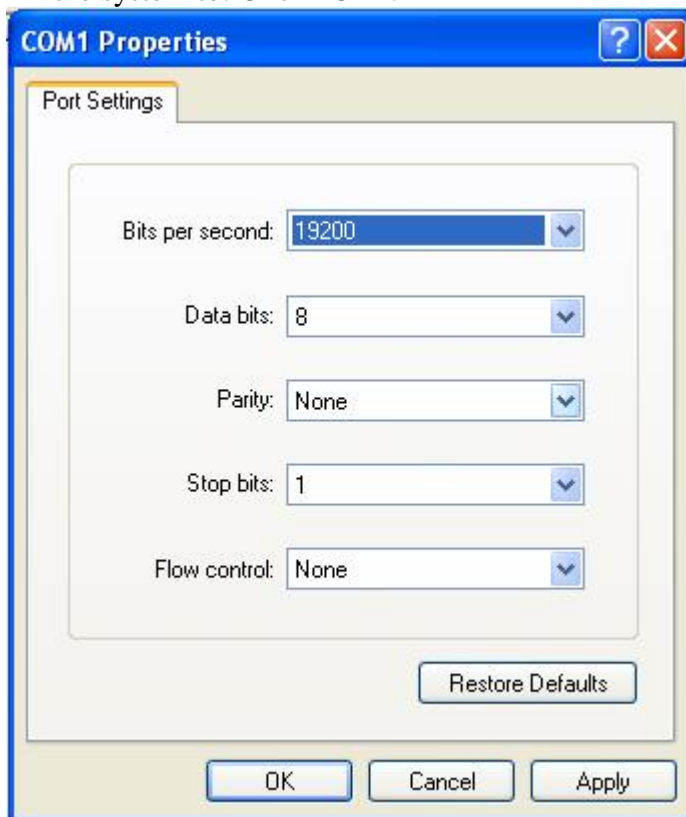 COM1 Properties
Port Settings
Bits per second: 19200
Data bits: 8
Parity: None
Stop bits: 1
Flow control: None
Restore Defaults
OK Cancel Apply